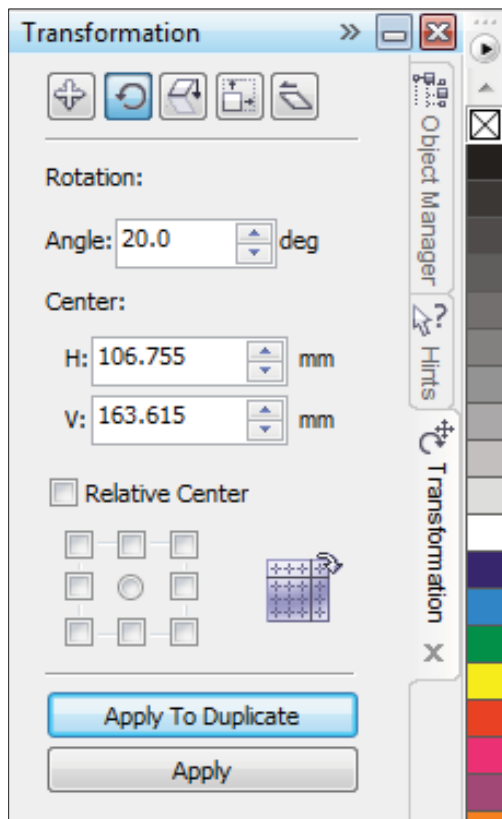 Transformation
Rotation:
Angle: 20.0 deg
Center:
H: 106.755 mm
V: 163.615 mm
Relative Center
Apply To Duplicate
Apply
Object Manager
Hints
Transformation